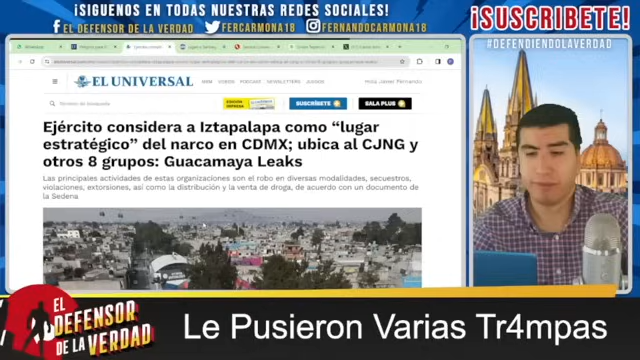 ¡SIGUENOS EN TODAS NUESTRAS REDES SOCIALES!
EL DEFENSOR DE LA VERDAD
FERCARMONA18
@FERNANDOCARMONA18
¡SUSCRIBETE!
#DEFENDIENDOLAVERDAD
EL UNIVERSAL
SUSCRÍBETE
SALA PLUS
Ejército considera a Iztapalapa como “lugar
estratégico” del narco en CDMX; ubica al CJNG y
otros 8 grupos: Guacamaya Leaks
Las principales actividades de estas organizaciones son el robo en diversas modalidades, secuestros,
violaciones, extorsiones, así como la distribución y la venta de droga, de acuerdo con un documento de
la Sedena
EL
DEFENSOR
DE LA VERDAD
Le Pusieron Varias Tr4mpas